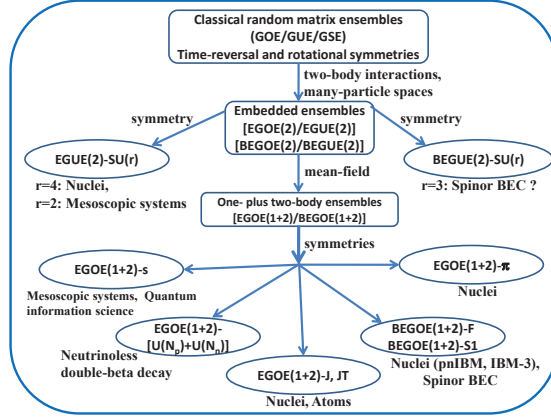 Classical random matrix ensembles
(GOE/GUE/GSE)
Time-reversal and rotational symmetries
two-body interactions,
many-particle spaces
symmetry
Embedded ensembles
[EGOE(2)/EGUE(2)]
[BEGOE(2)/BEGUE(2)]
symmetry
EGUE(2)-SU(r)
r=4: Nuclei,
r=2: Mesoscopic systems
BEGUE(2)-SU(r)
r=3: Spinor BEC ?
mean-field
One- plus two-body ensembles
[EGOE(1+2)/BEGOE(1+2)]
symmetries
EGOE(1+2)-s
Mesoscopic systems, Quantum
information science
EGOE(1+2)-π
Nuclei
EGOE(1+2)-
[U(Np)+U(Nn)]
Neutrinoless
double-beta decay
EGOE(1+2)-J, JT
Nuclei, Atoms
BEGOE(1+2)-F
BEGOE(1+2)-S1
Nuclei (pnIBM, IBM-3),
Spinor BEC